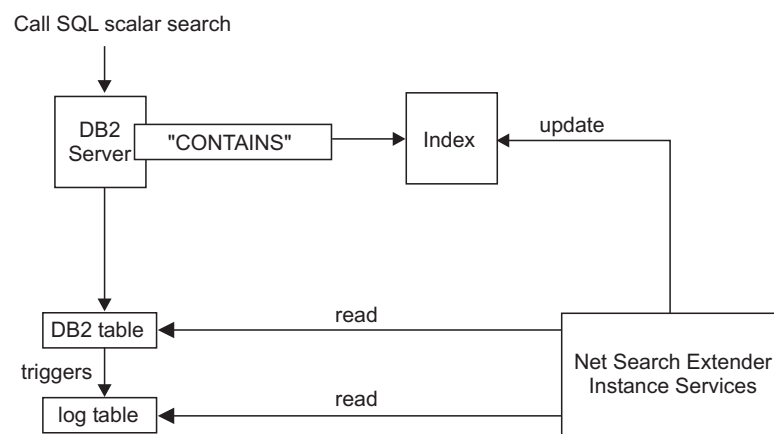 Call SQL scalar search
DB2
Server
"CONTAINS"
Index
update
DB2 table
read
triggers
Net Search Extender
Instance Services
log table
read